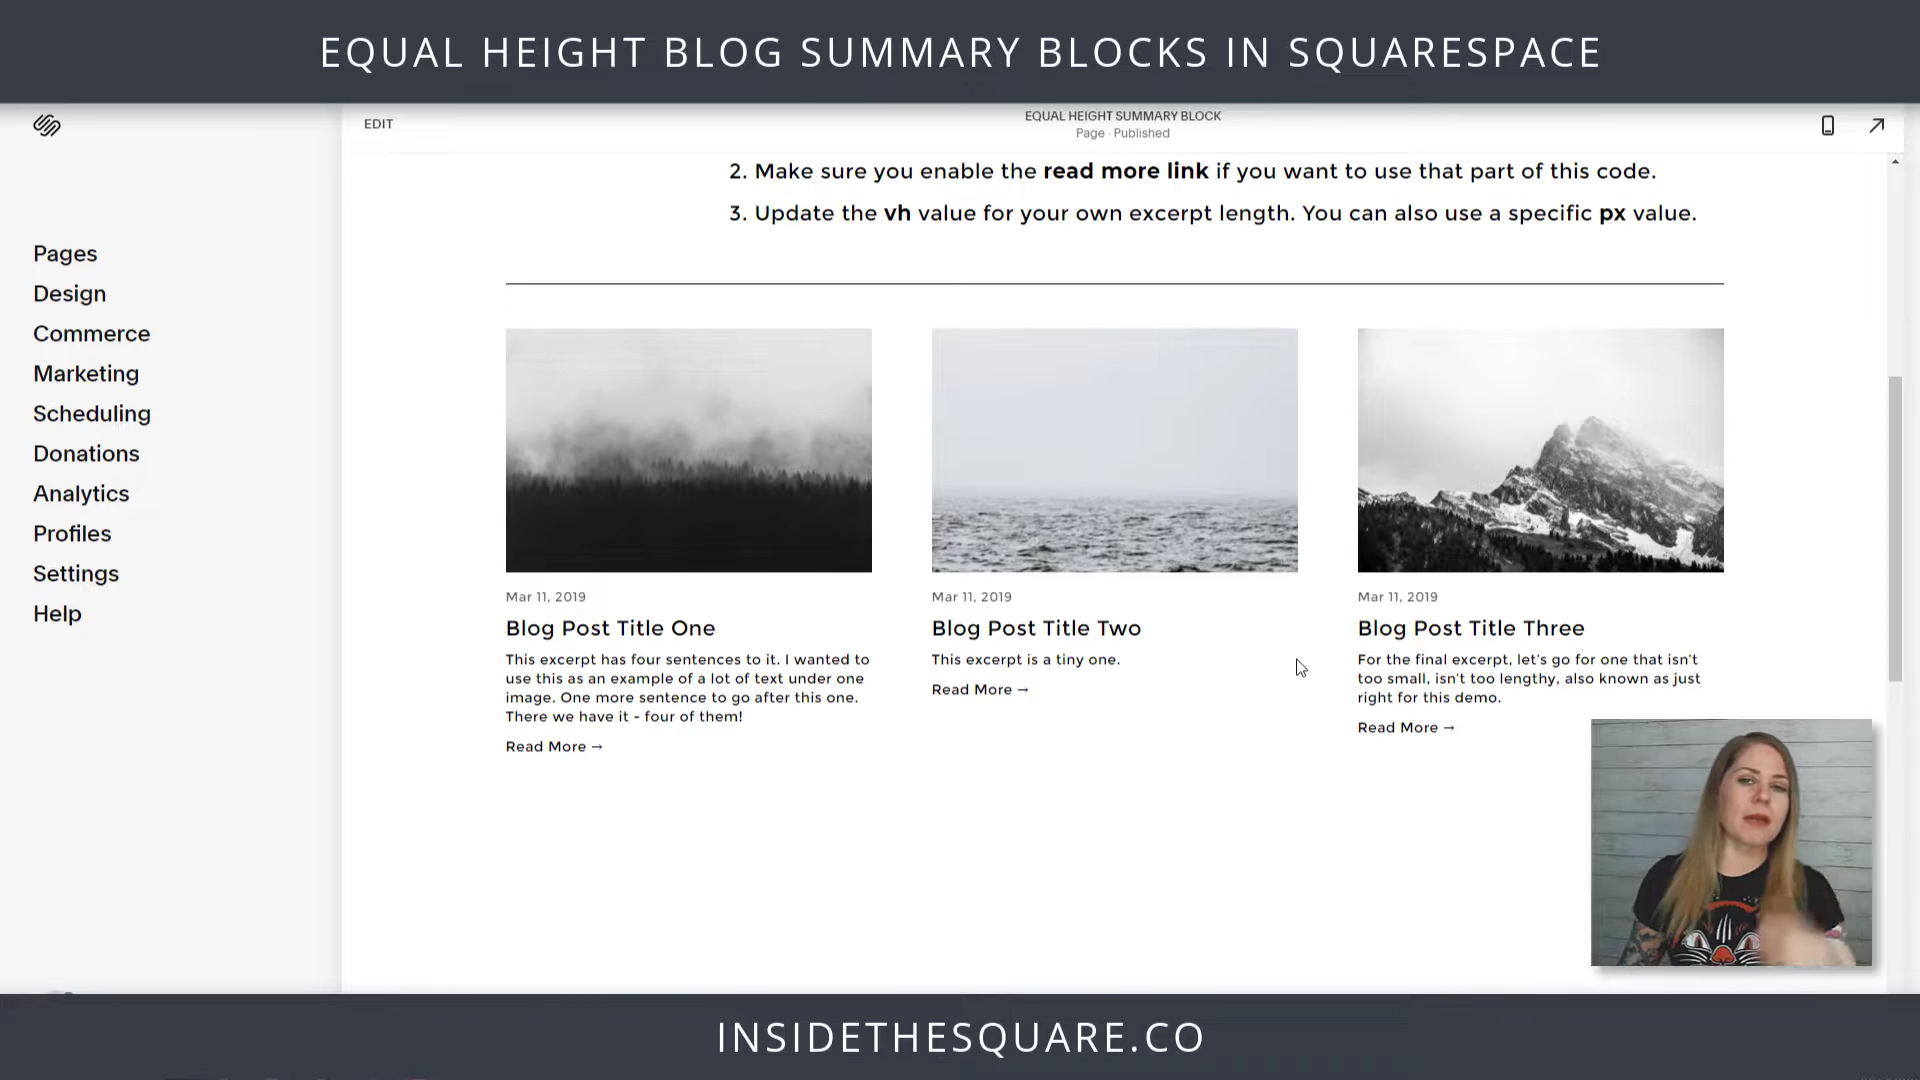 EQUAL HEIGHT BLOG SUMMARY BLOCKS IN SQUARESPACE
EDIT
EQUAL HEIGHT SUMMARY BLOCK
Page · Published
Pages
Design
Commerce
Marketing
Scheduling
Donations
Analytics
Profiles
Settings
Help
2. Make sure you enable the read more link if you want to use that part of this code.
3. Update the vh value for your own excerpt length. You can also use a specific px value.
Mar 11, 2019
Blog Post Title One
This excerpt has four sentences to it. I wanted to
use this as an example of a lot of text under one
image. One more sentence to go after this one.
There we have it - four of them!
Read More →
Mar 11, 2019
Blog Post Title Two
This excerpt is a tiny one.
Read More →
Mar 11, 2019
Blog Post Title Three
For the final excerpt, let's go for one that isn't
too small, isn't too lengthy, also known as just
right for this demo.
Read More →
INSIDETHESQUARE.CO